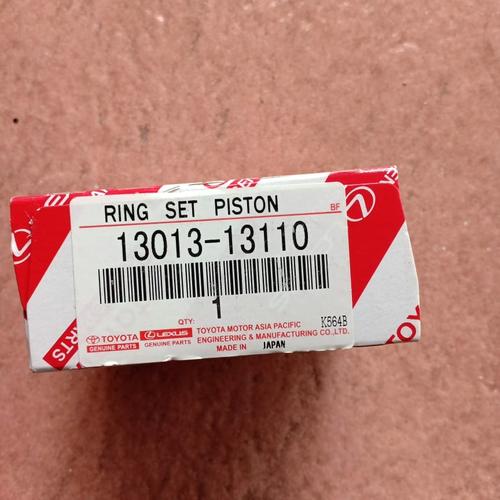 RING SET PISTON
BF
13013-13110
QTY:
1
K564B
TOYOTA
GENUINE PARTS
LEXUS
GENUINE PARTS
TOYOTA MOTOR ASIA PACIFIC
ENGINEERING & MANUFACTURING CO.,LTD.
MADE IN JAPAN